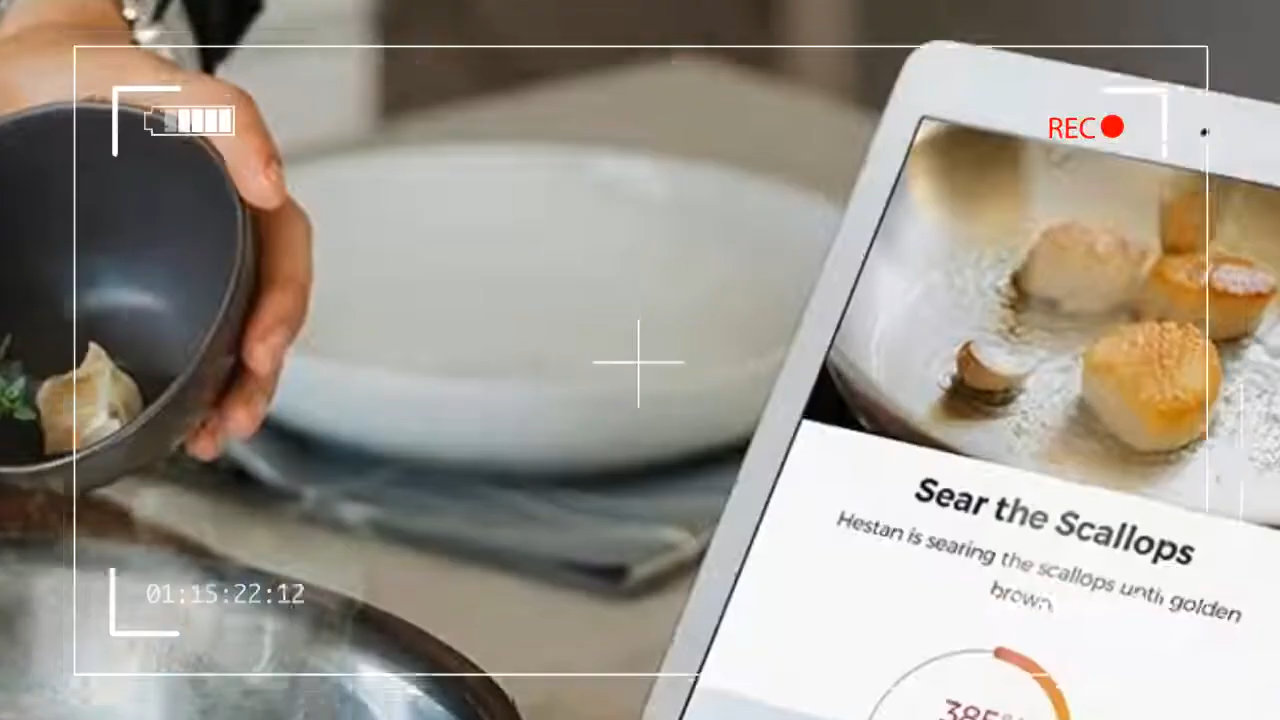 REC
Sear the Scallops
Hestan is searing the scallops until golden
brown.
01:15:22:12